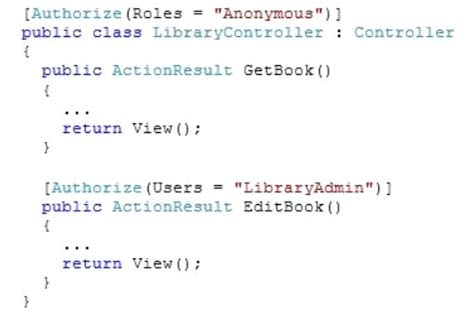 [Authorize(Roles = "Anonymous")]
public class LibraryController : Controller
{
  public ActionResult GetBook()
  {
    ...
    return View();
  }

  [Authorize(Users = "LibraryAdmin")]
  public ActionResult EditBook()
  {
    ...
    return View();
  }
}